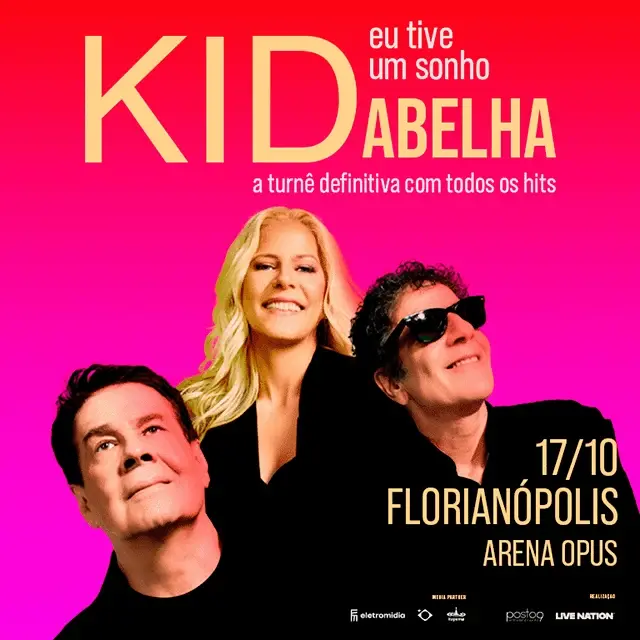 eu tive
um sonho
KID ABELHA
a turnê definitiva com todos os hits
17/10
FLORIANÓPOLIS
ARENA OPUS
MEDIA PARTNER
REALIZAÇÃO
eletromidia
itapema
posto9
LIVE NATION